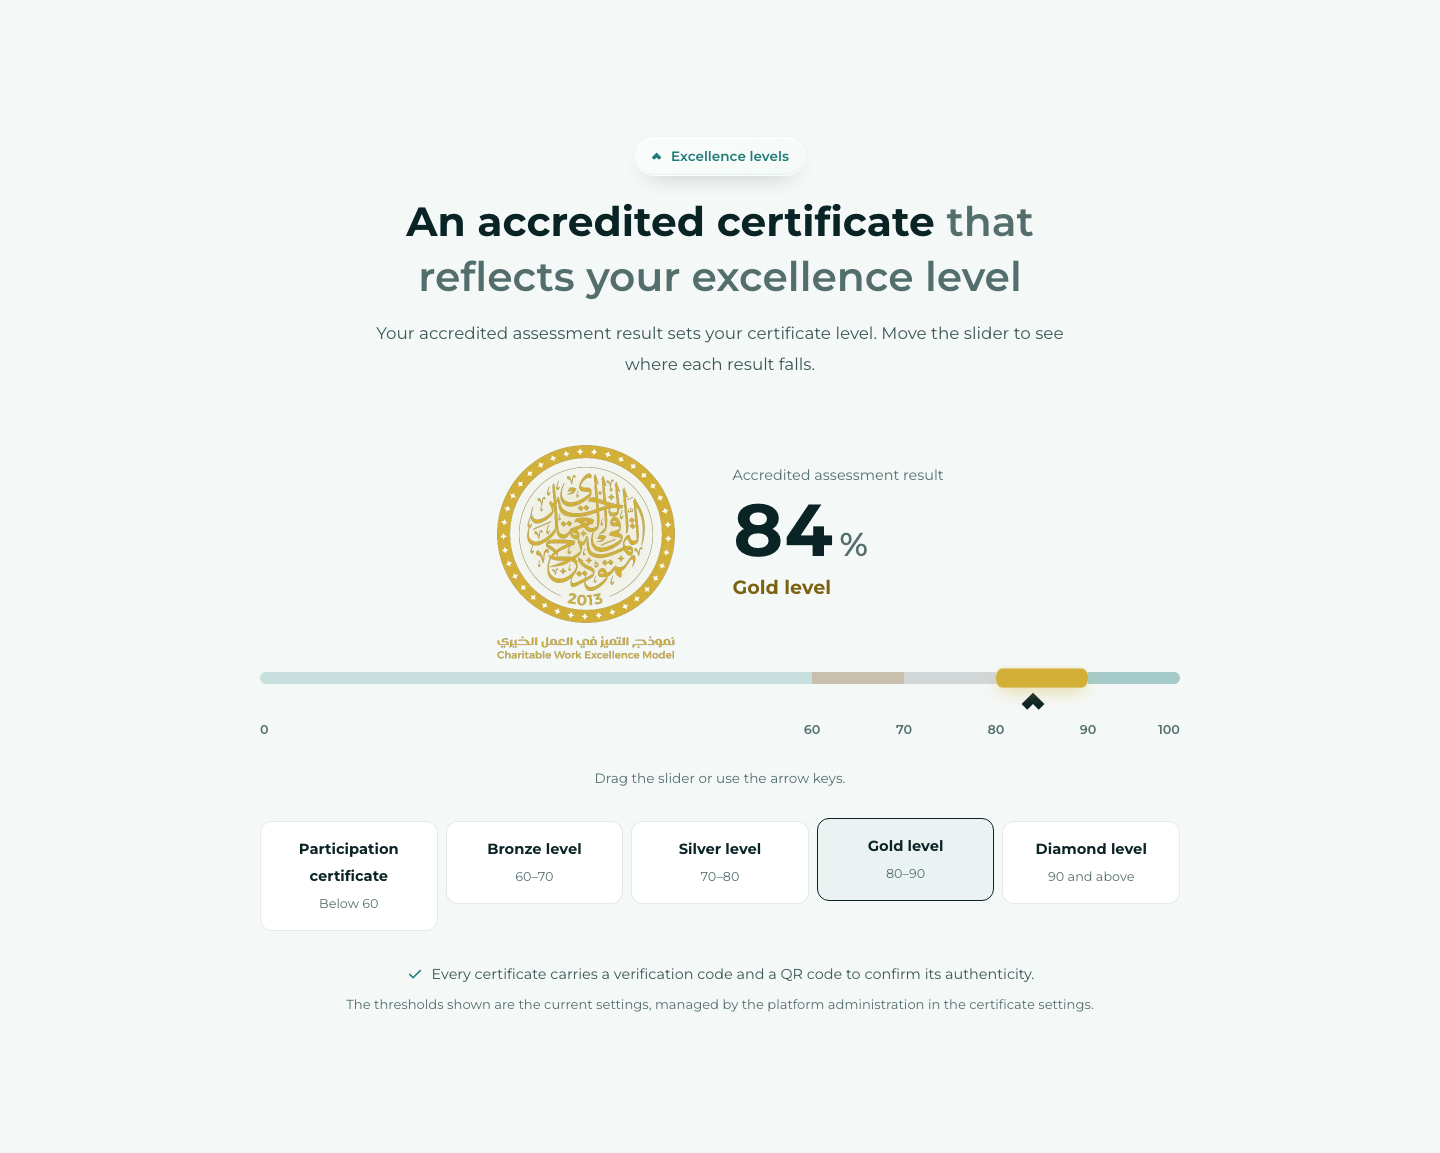 Excellence levels
An accredited certificate that
reflects your excellence level
Your accredited assessment result sets your certificate level. Move the slider to see
where each result falls.
2013
نموذج التميز في العمل الخيري
Charitable Work Excellence Model
Accredited assessment result
84 %
Gold level
0 60 70 80 90 100
Drag the slider or use the arrow keys.
Participation
certificate
Below 60
Bronze level
60–70
Silver level
70–80
Gold level
80–90
Diamond level
90 and above
Every certificate carries a verification code and a QR code to confirm its authenticity.
The thresholds shown are the current settings, managed by the platform administration in the certificate settings.